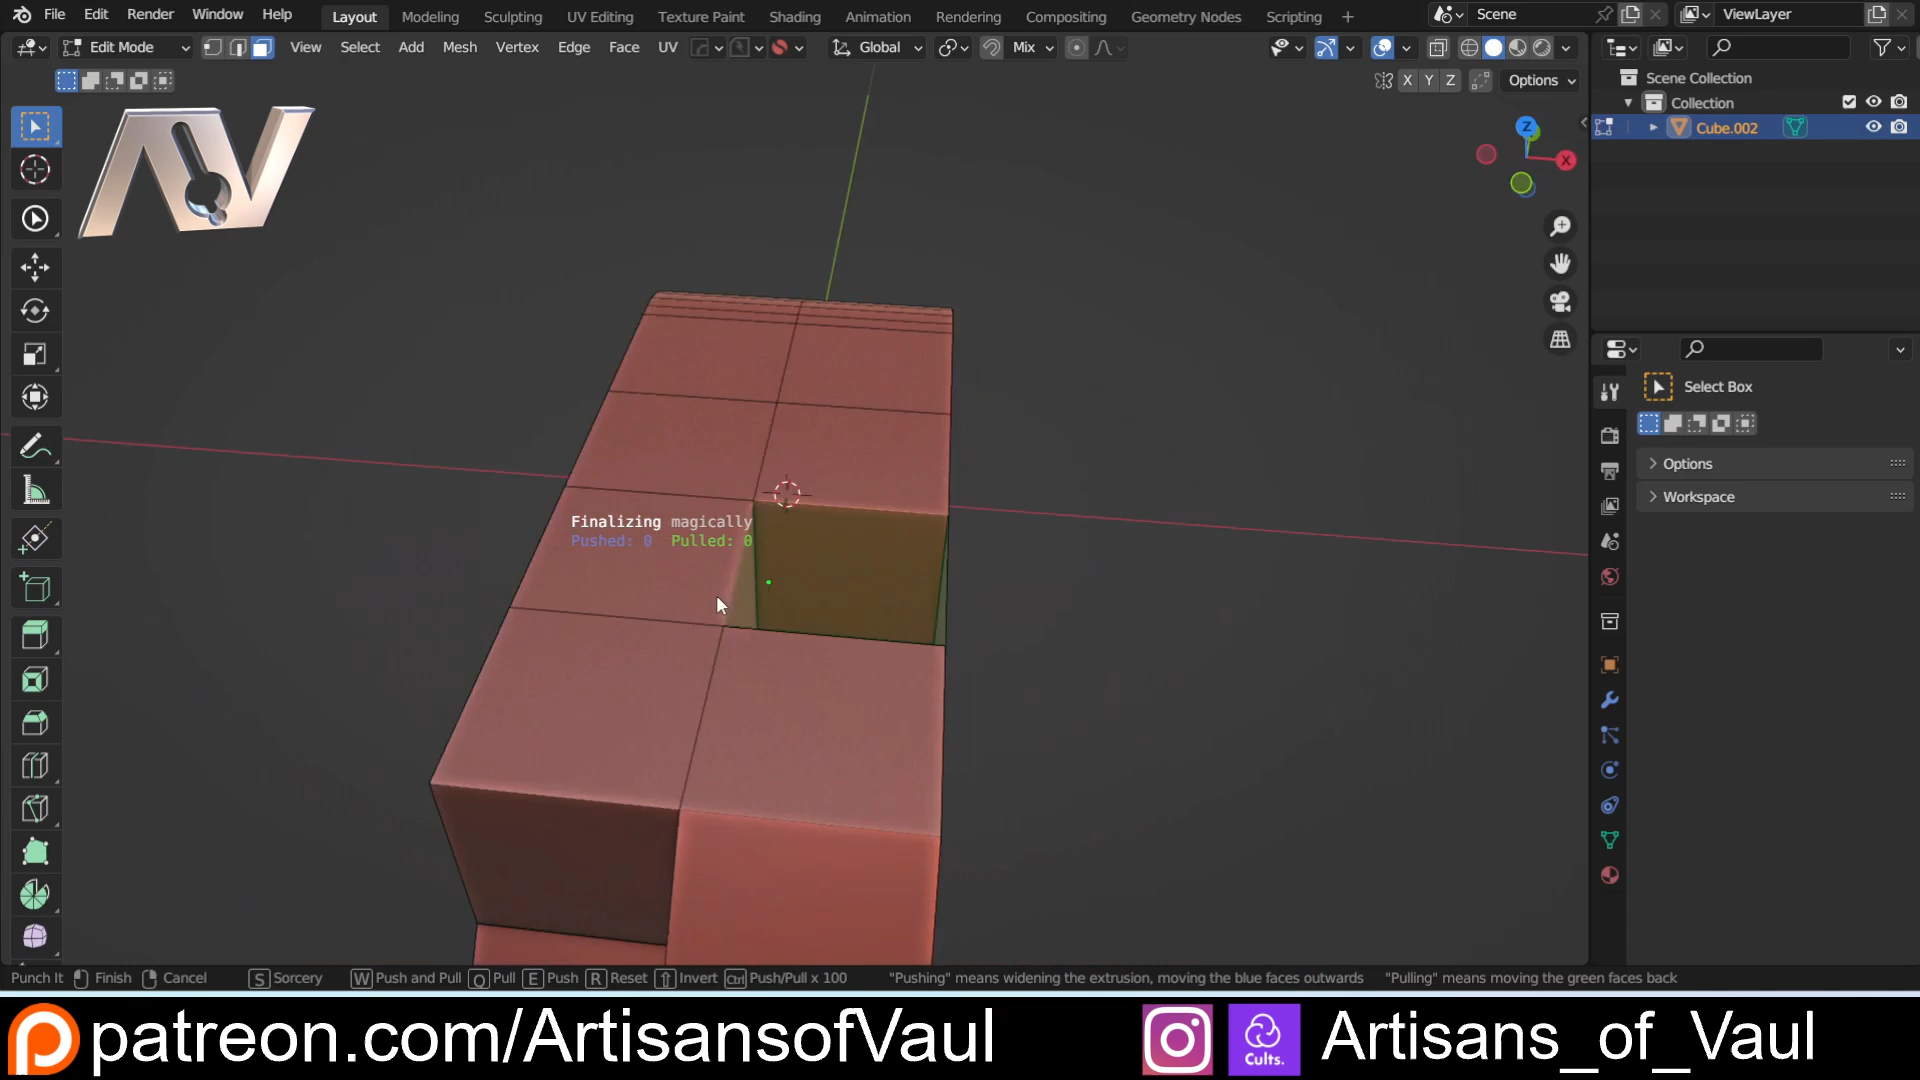 File Edit Render Window Help Layout Modeling Sculpting UV Editing Texture Paint Shading Animation Rendering Compositing Geometry Nodes Scripting + Scene ViewLayer
Edit Mode View Select Add Mesh Vertex Edge Face UV Global Mix
X Y Z Options
Scene Collection
Collection
Cube.002
Z
X
AV
Select Box
Options
Workspace
Finalizing magically
Pushed: 0 Pulled: 0
Punch It Finish Cancel S Sorcery W Push and Pull Q Pull E Push R Reset Invert Ctrl Push/Pull x 100 "Pushing" means widening the extrusion, moving the blue faces outwards "Pulling" means moving the green faces back
patreon.com/ArtisansofVaul Cults. Artisans_of_Vaul